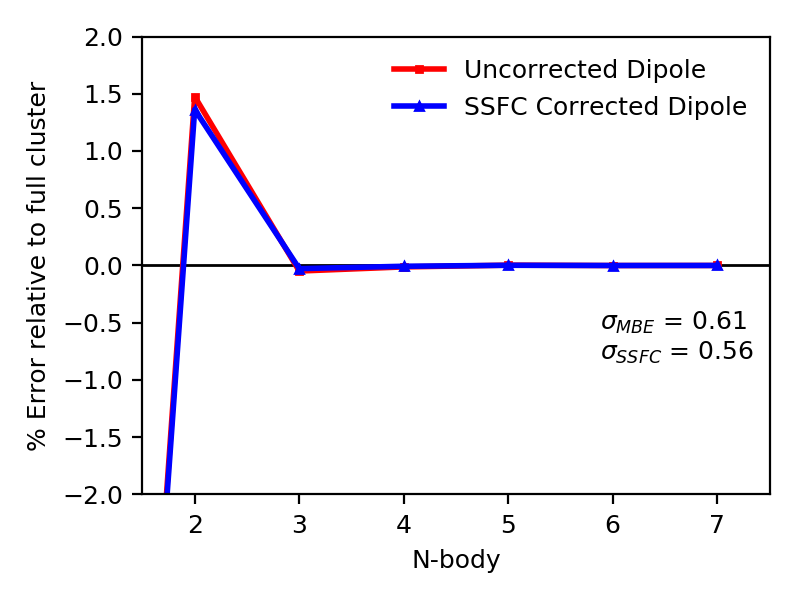 2.0
1.5
1.0
0.5
0.0
−0.5
−1.0
−1.5
−2.0
% Error relative to full cluster
Uncorrected Dipole
SSFC Corrected Dipole
σMBE = 0.61
σSSFC = 0.56
2 3 4 5 6 7
N-body